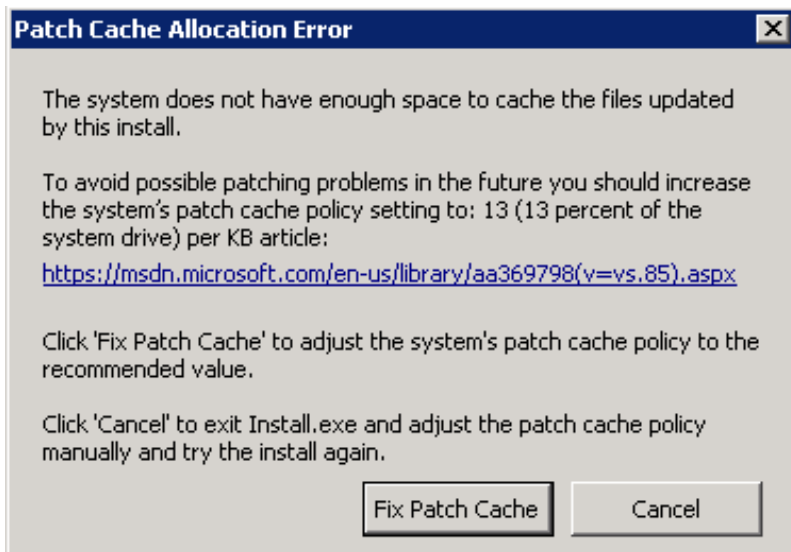 Patch Cache Allocation Error
The system does not have enough space to cache the files updated
by this install.
To avoid possible patching problems in the future you should increase
the system's patch cache policy setting to: 13 (13 percent of the
system drive) per KB article:
https://msdn.microsoft.com/en-us/library/aa369798(v=vs.85).aspx
Click 'Fix Patch Cache' to adjust the system's patch cache policy to the
recommended value.
Click 'Cancel' to exit Install.exe and adjust the patch cache policy
manually and try the install again.
Fix Patch Cache Cancel